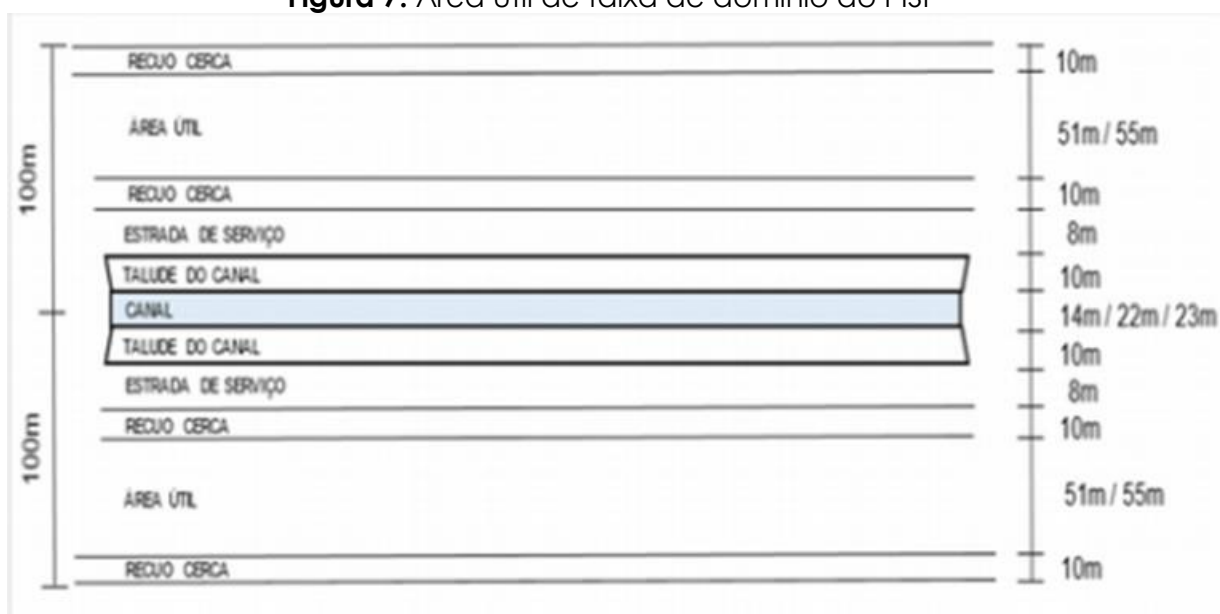 Figura 7. Área útil de faixa de domínio do PISF
RECUO CERCA
10m
ÁREA ÚTIL
51m / 55m
100m
RECUO CERCA
10m
ESTRADA DE SERVIÇO
8m
TALUDE DO CANAL
10m
CANAL
14m / 22m / 23m
TALUDE DO CANAL
10m
ESTRADA DE SERVIÇO
8m
RECUO CERCA
10m
100m
ÁREA ÚTIL
51m / 55m
RECUO CERCA
10m